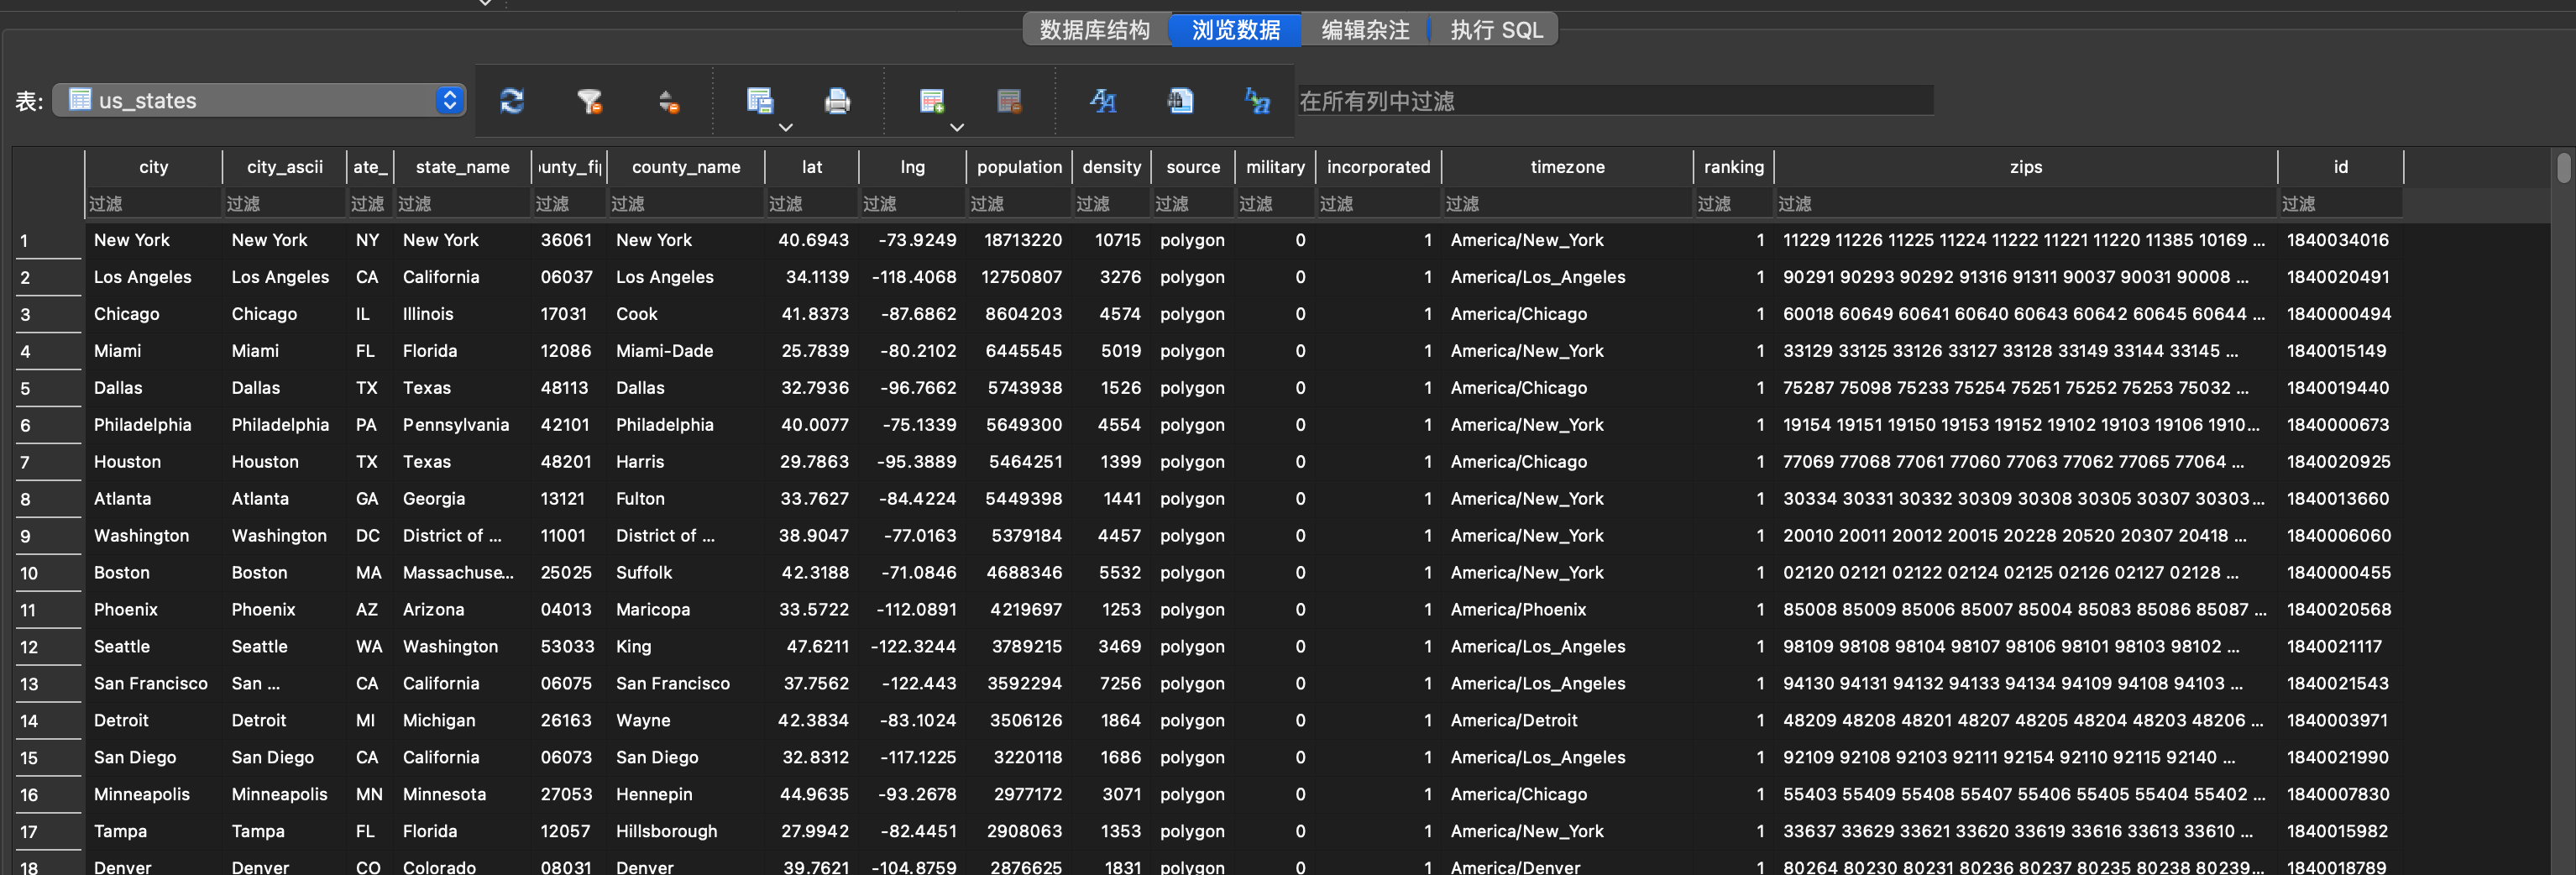 数据库结构 浏览数据 编辑杂注 执行 SQL
表: us_states 在所有列中过滤
city city_ascii ate_ state_name ounty_fip county_name lat lng population density source military incorporated timezone ranking zips id
过滤 过滤 过滤 过滤 过滤 过滤 过滤 过滤 过滤 过滤 过滤 过滤 过滤 过滤 过滤 过滤 过滤
1 New York New York NY New York 36061 New York 40.6943 -73.9249 18713220 10715 polygon 0 1 America/New_York 1 11229 11226 11225 11224 11222 11221 11220 11385 10169 ... 1840034016
2 Los Angeles Los Angeles CA California 06037 Los Angeles 34.1139 -118.4068 12750807 3276 polygon 0 1 America/Los_Angeles 1 90291 90293 90292 91316 91311 90037 90031 90008 ... 1840020491
3 Chicago Chicago IL Illinois 17031 Cook 41.8373 -87.6862 8604203 4574 polygon 0 1 America/Chicago 1 60018 60649 60641 60640 60643 60642 60645 60644 ... 1840000494
4 Miami Miami FL Florida 12086 Miami-Dade 25.7839 -80.2102 6445545 5019 polygon 0 1 America/New_York 1 33129 33125 33126 33127 33128 33149 33144 33145 ... 1840015149
5 Dallas Dallas TX Texas 48113 Dallas 32.7936 -96.7662 5743938 1526 polygon 0 1 America/Chicago 1 75287 75098 75233 75254 75251 75252 75253 75032 ... 1840019440
6 Philadelphia Philadelphia PA Pennsylvania 42101 Philadelphia 40.0077 -75.1339 5649300 4554 polygon 0 1 America/New_York 1 19154 19151 19150 19153 19152 19102 19103 19106 1910... 1840000673
7 Houston Houston TX Texas 48201 Harris 29.7863 -95.3889 5464251 1399 polygon 0 1 America/Chicago 1 77069 77068 77061 77060 77063 77062 77065 77064 ... 1840020925
8 Atlanta Atlanta GA Georgia 13121 Fulton 33.7627 -84.4224 5449398 1441 polygon 0 1 America/New_York 1 30334 30331 30332 30309 30308 30305 30307 30303... 1840013660
9 Washington Washington DC District of ... 11001 District of ... 38.9047 -77.0163 5379184 4457 polygon 0 1 America/New_York 1 20010 20011 20012 20015 20228 20520 20307 20418 ... 1840006060
10 Boston Boston MA Massachuse... 25025 Suffolk 42.3188 -71.0846 4688346 5532 polygon 0 1 America/New_York 1 02120 02121 02122 02124 02125 02126 02127 02128 ... 1840000455
11 Phoenix Phoenix AZ Arizona 04013 Maricopa 33.5722 -112.0891 4219697 1253 polygon 0 1 America/Phoenix 1 85008 85009 85006 85007 85004 85083 85086 85087 ... 1840020568
12 Seattle Seattle WA Washington 53033 King 47.6211 -122.3244 3789215 3469 polygon 0 1 America/Los_Angeles 1 98109 98108 98104 98107 98106 98101 98103 98102 ... 1840021117
13 San Francisco San ... CA California 06075 San Francisco 37.7562 -122.443 3592294 7256 polygon 0 1 America/Los_Angeles 1 94130 94131 94132 94133 94134 94109 94108 94103 ... 1840021543
14 Detroit Detroit MI Michigan 26163 Wayne 42.3834 -83.1024 3506126 1864 polygon 0 1 America/Detroit 1 48209 48208 48201 48207 48205 48204 48203 48206 ... 1840003971
15 San Diego San Diego CA California 06073 San Diego 32.8312 -117.1225 3220118 1686 polygon 0 1 America/Los_Angeles 1 92109 92108 92103 92111 92154 92110 92115 92140 ... 1840021990
16 Minneapolis Minneapolis MN Minnesota 27053 Hennepin 44.9635 -93.2678 2977172 3071 polygon 0 1 America/Chicago 1 55403 55409 55408 55407 55406 55405 55404 55402 ... 1840007830
17 Tampa Tampa FL Florida 12057 Hillsborough 27.9942 -82.4451 2908063 1353 polygon 0 1 America/New_York 1 33637 33629 33621 33620 33619 33616 33613 33610 ... 1840015982
18 Denver Denver CO Colorado 08031 Denver 39.7621 -104.8759 2876625 1831 polygon 0 1 America/Denver 1 80264 80230 80231 80236 80237 80235 80238 80239... 1840018789